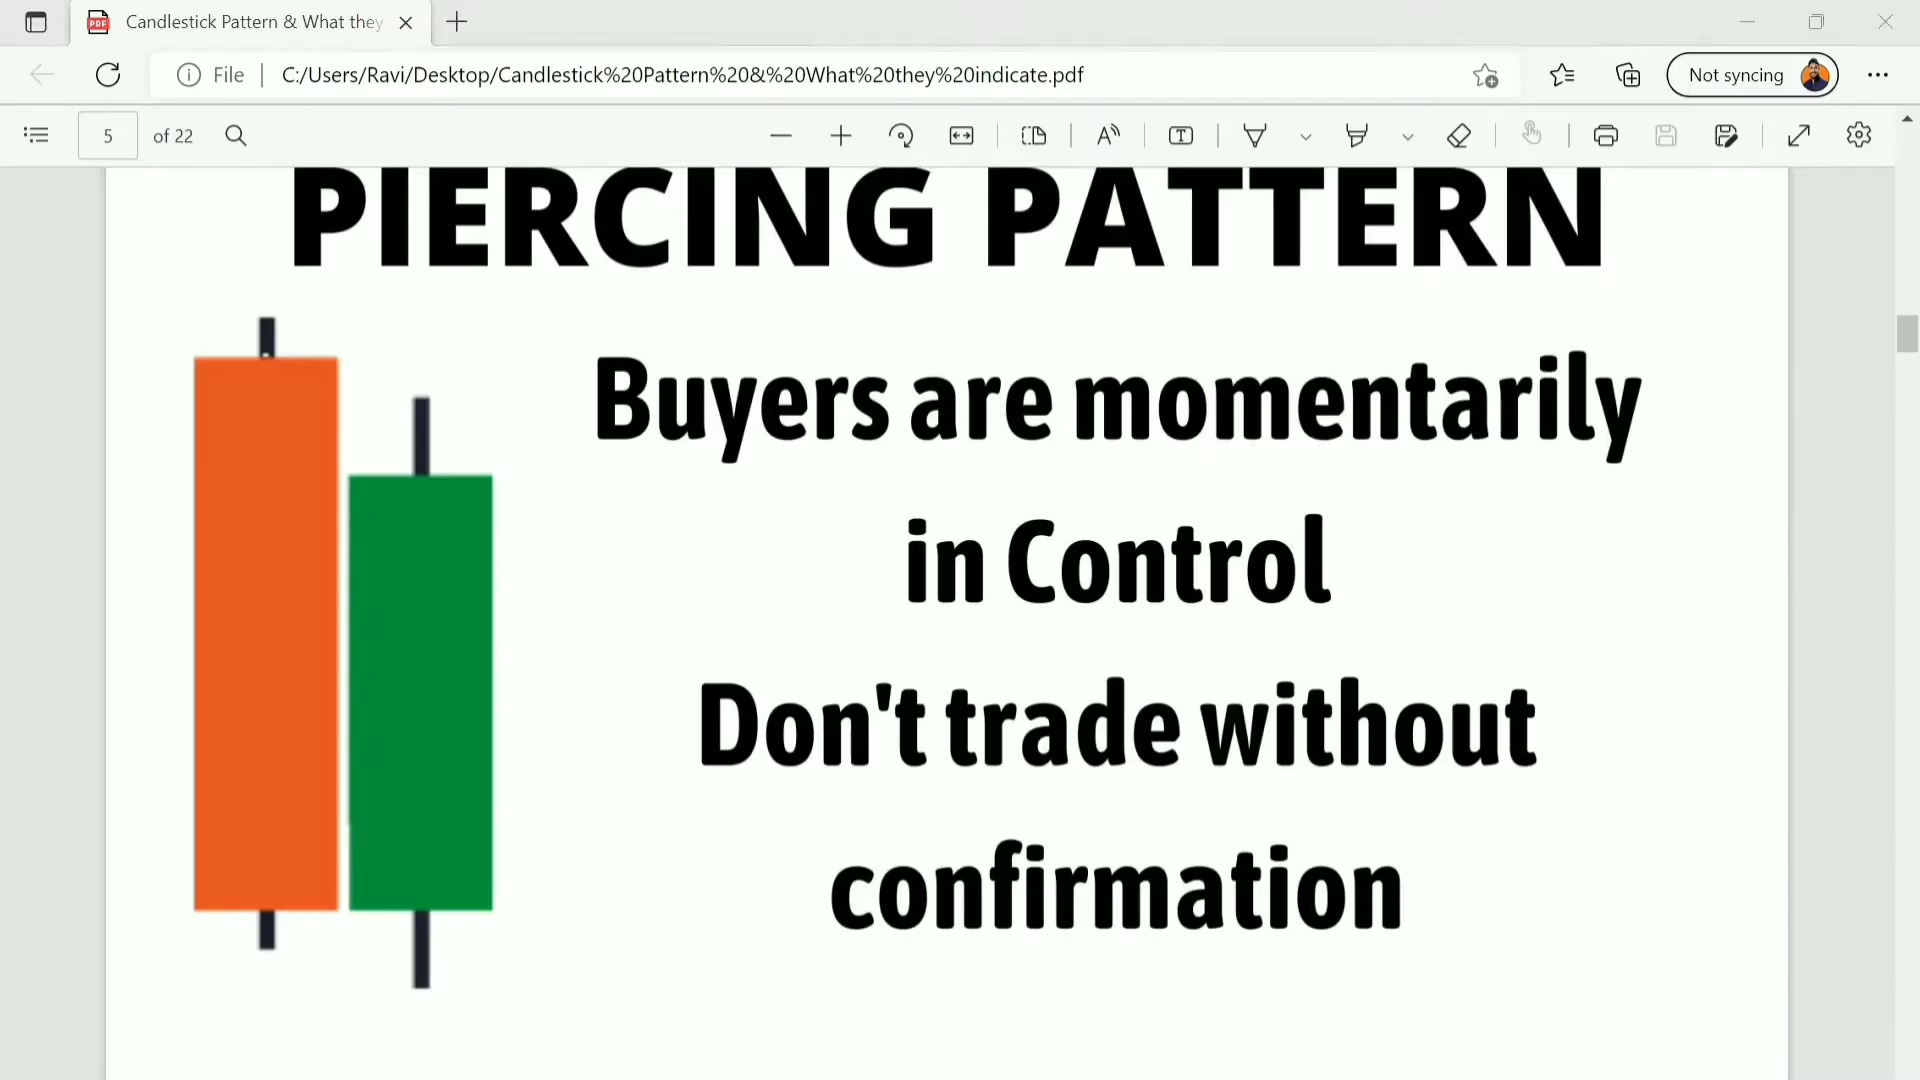 Candlestick Pattern & What they
File
C:/Users/Ravi/Desktop/Candlestick%20Pattern%20&%20What%20they%20indicate.pdf
Not syncing
5 of 22
PIERCING PATTERN
Buyers are momentarily
in Control
Don't trade without
confirmation